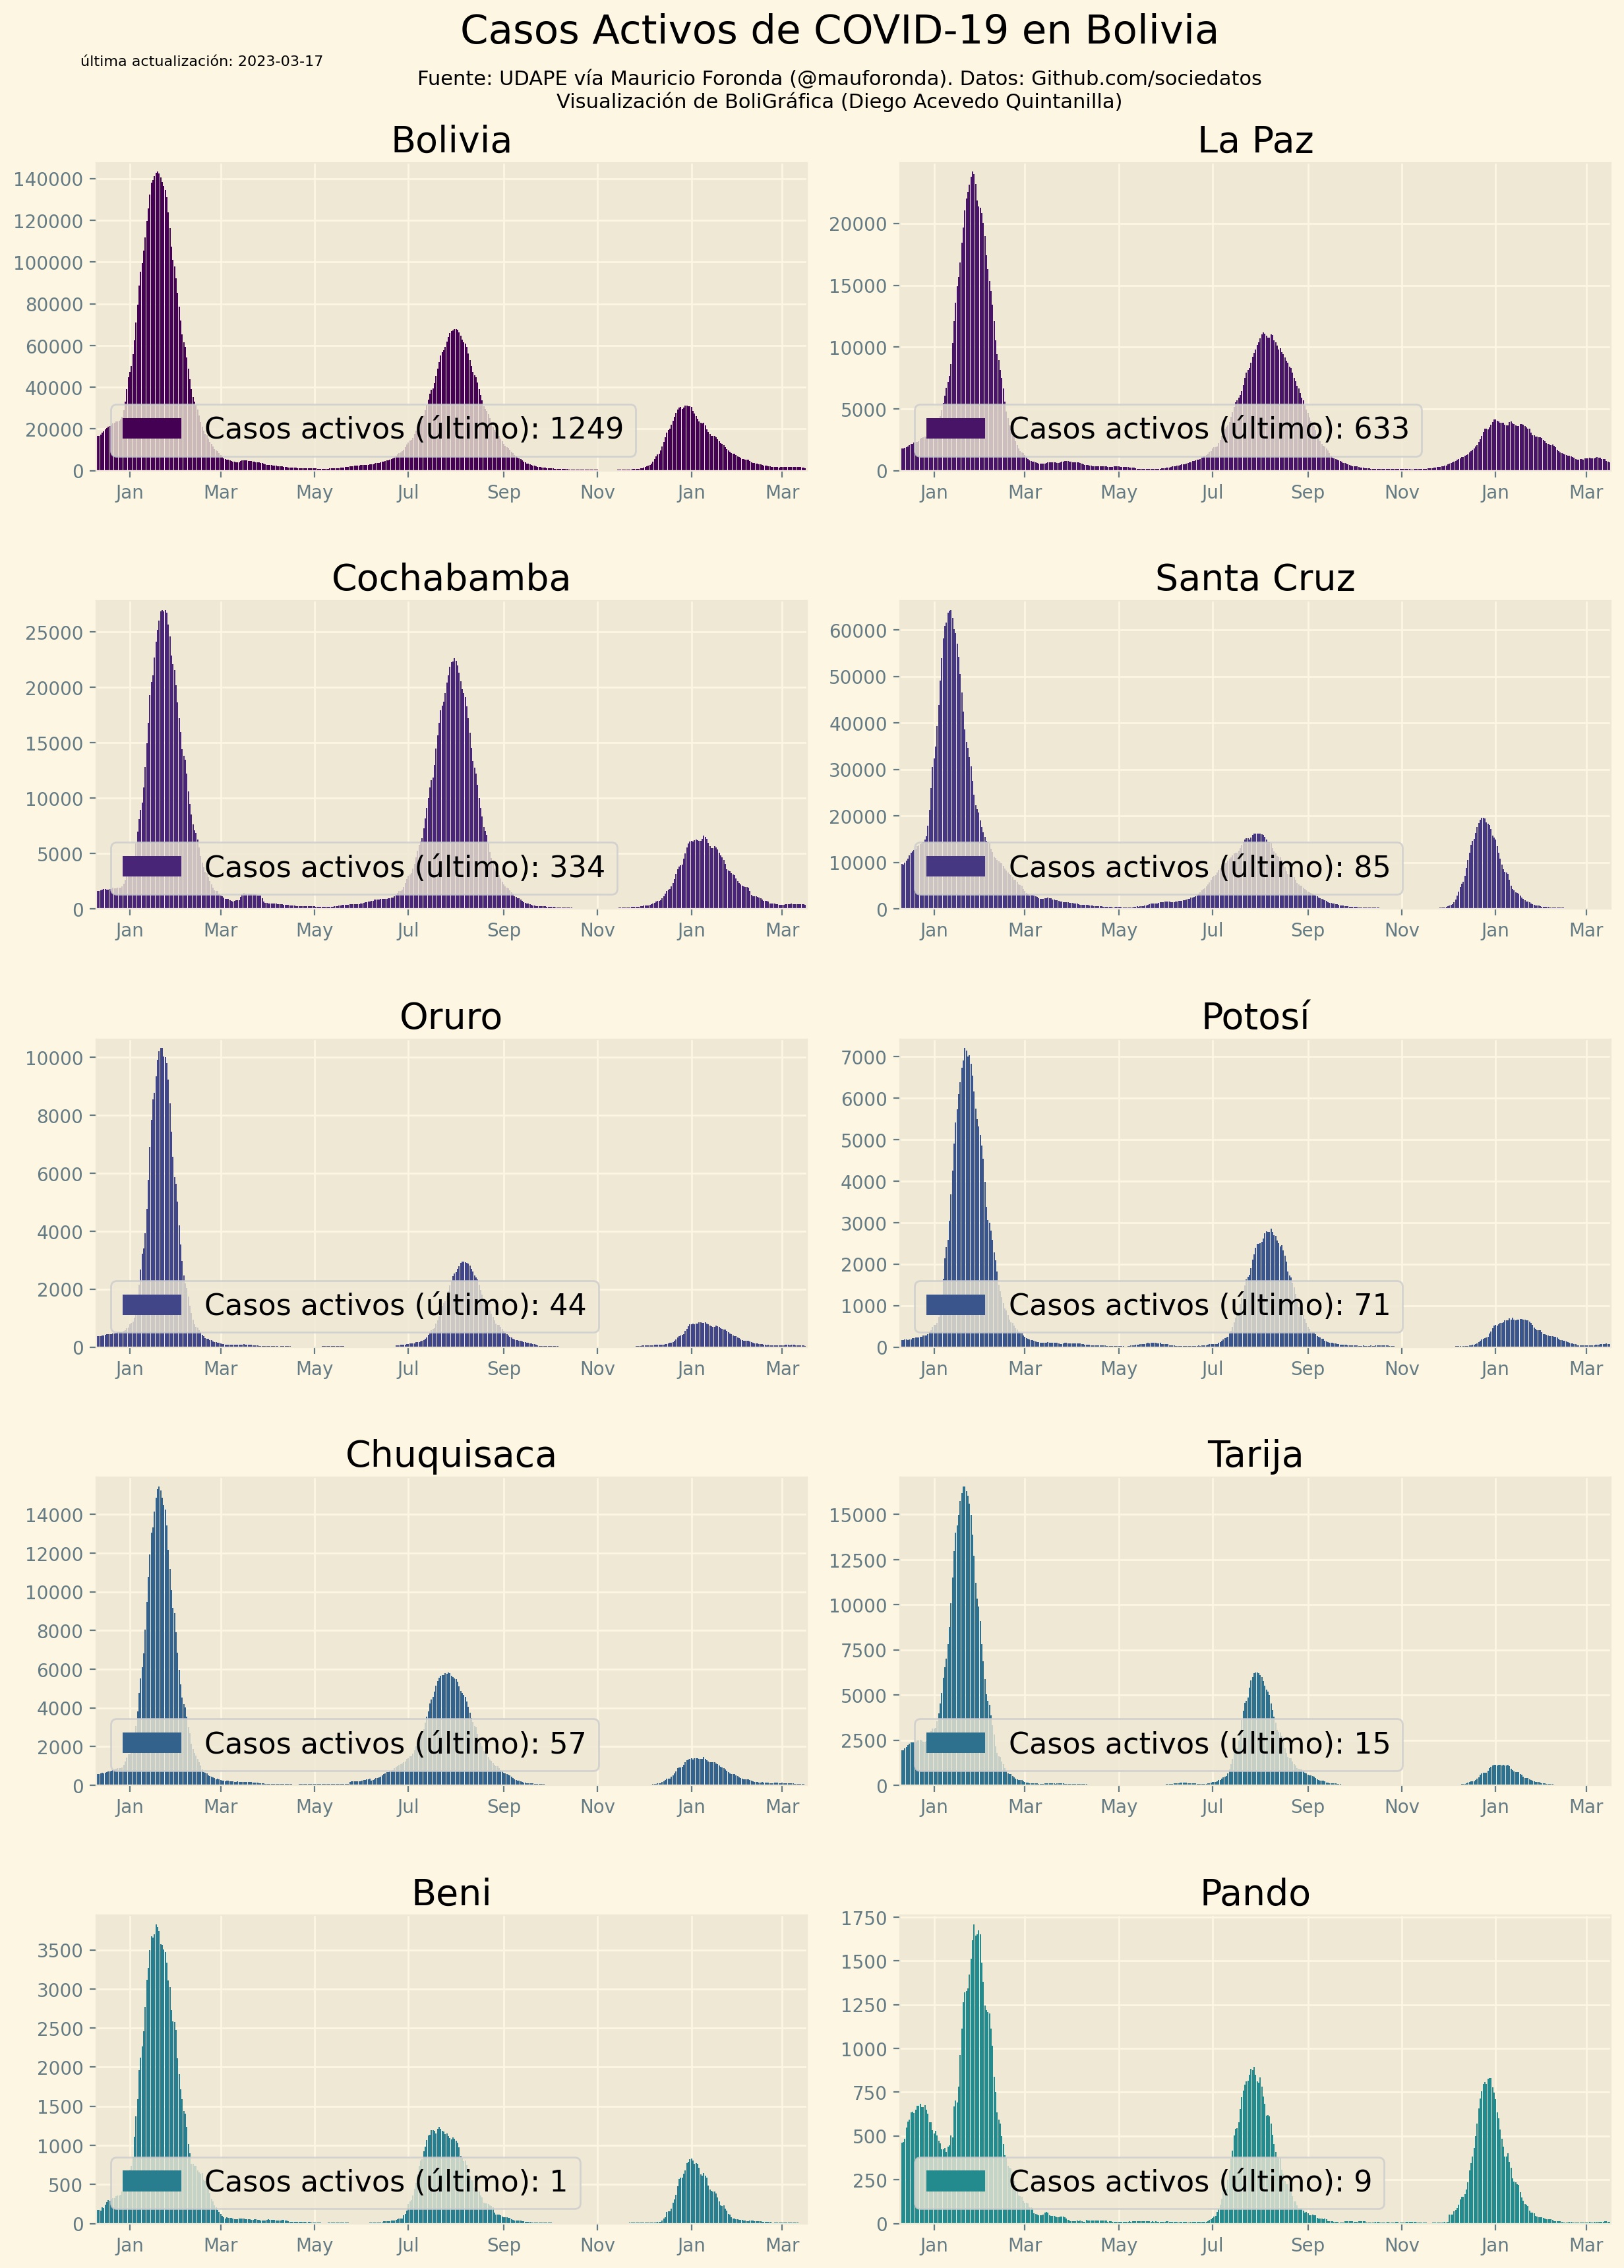 Casos Activos de COVID-19 en Bolivia
última actualización: 2023-03-17
Fuente: UDAPE vía Mauricio Foronda (@mauforonda). Datos: Github.com/sociedatos
Visualización de BoliGráfica (Diego Acevedo Quintanilla)
Bolivia
140000
120000
100000
80000
60000
40000
20000
0
Casos activos (último): 1249
Jan Mar May Jul Sep Nov Jan Mar
La Paz
20000
15000
10000
5000
0
Casos activos (último): 633
Jan Mar May Jul Sep Nov Jan Mar
Cochabamba
25000
20000
15000
10000
5000
0
Casos activos (último): 334
Jan Mar May Jul Sep Nov Jan Mar
Santa Cruz
60000
50000
40000
30000
20000
10000
0
Casos activos (último): 85
Jan Mar May Jul Sep Nov Jan Mar
Oruro
10000
8000
6000
4000
2000
0
Casos activos (último): 44
Jan Mar May Jul Sep Nov Jan Mar
Potosí
7000
6000
5000
4000
3000
2000
1000
0
Casos activos (último): 71
Jan Mar May Jul Sep Nov Jan Mar
Chuquisaca
14000
12000
10000
8000
6000
4000
2000
0
Casos activos (último): 57
Jan Mar May Jul Sep Nov Jan Mar
Tarija
15000
12500
10000
7500
5000
2500
0
Casos activos (último): 15
Jan Mar May Jul Sep Nov Jan Mar
Beni
3500
3000
2500
2000
1500
1000
500
0
Casos activos (último): 1
Jan Mar May Jul Sep Nov Jan Mar
Pando
1750
1500
1250
1000
750
500
250
0
Casos activos (último): 9
Jan Mar May Jul Sep Nov Jan Mar